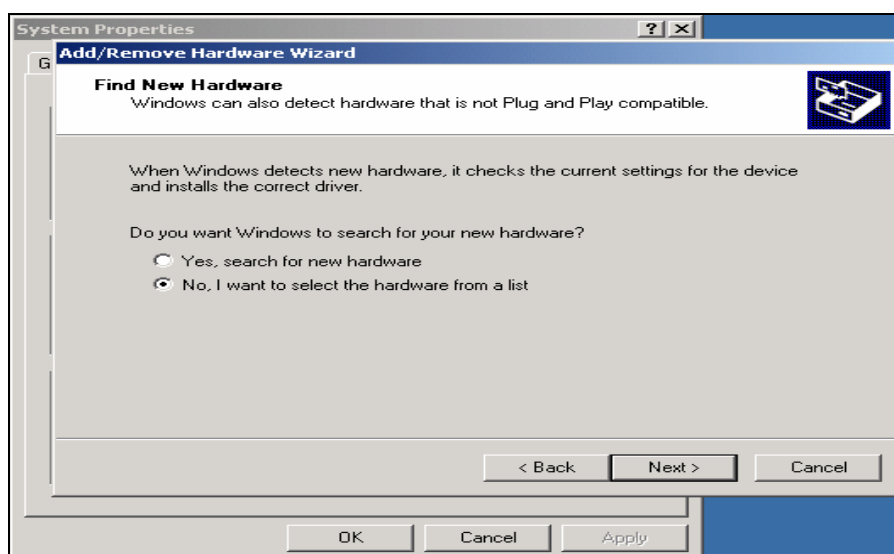 System Properties
G
Add/Remove Hardware Wizard
Find New Hardware
Windows can also detect hardware that is not Plug and Play compatible.
When Windows detects new hardware, it checks the current settings for the device
and installs the correct driver.
Do you want Windows to search for your new hardware?
Yes, search for new hardware
No, I want to select the hardware from a list
< Back
Next >
Cancel
OK
Cancel
Apply